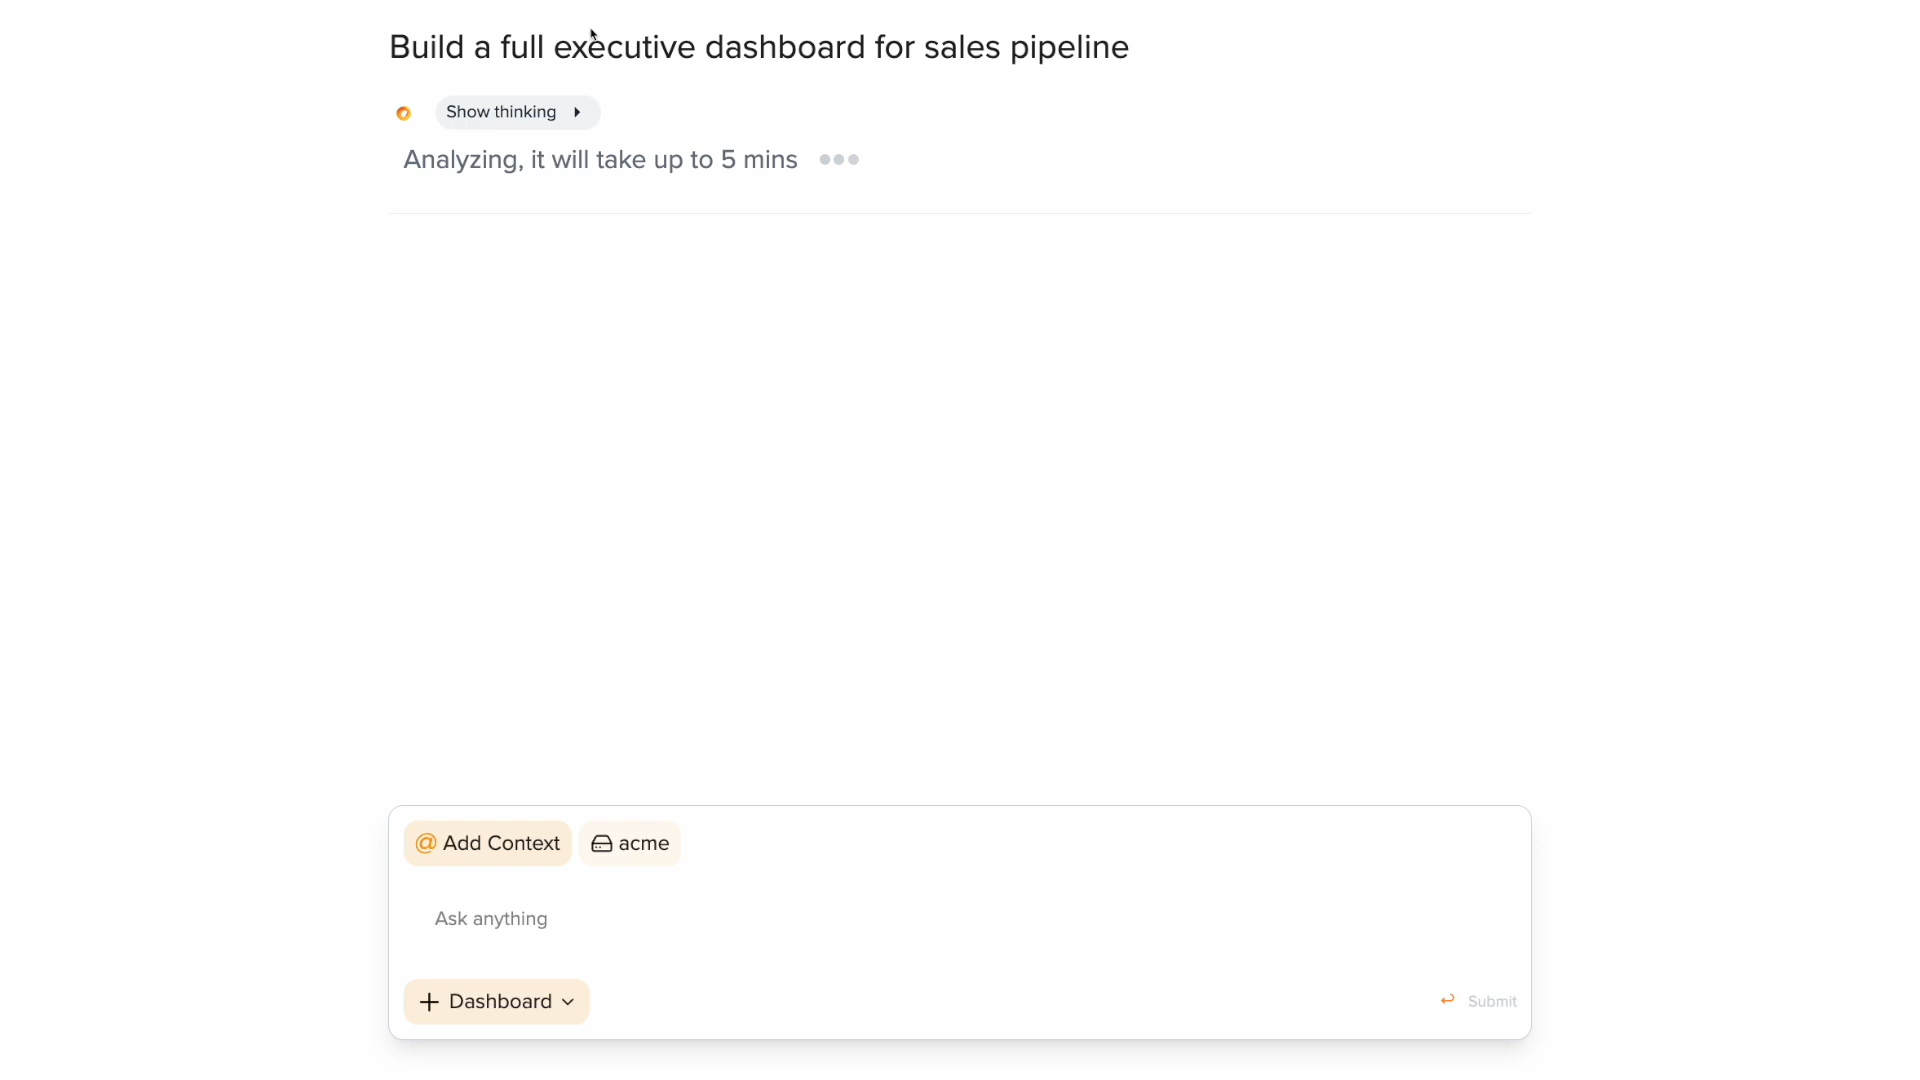 Build a full executive dashboard for sales pipeline
Show thinking
Analyzing, it will take up to 5 mins
@ Add Context
acme
Ask anything
+ Dashboard
Submit